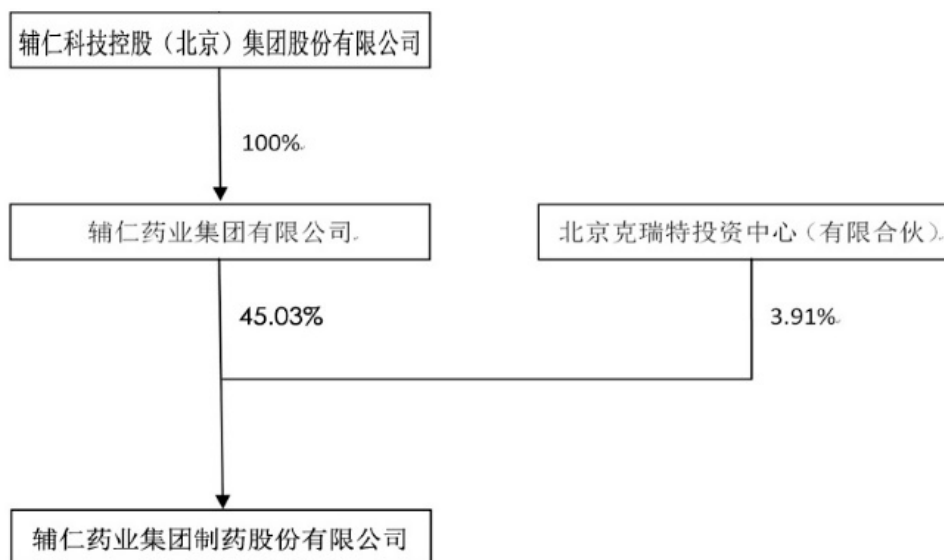 辅仁科技控股（北京）集团股份有限公司
100%
辅仁药业集团有限公司
北京克瑞特投资中心（有限合伙）
45.03%
3.91%
辅仁药业集团制药股份有限公司